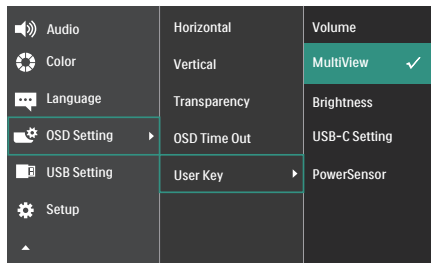 Audio
Color
Language
OSD Setting
USB Setting
Setup
Horizontal
Vertical
Transparency
OSD Time Out
User Key
Volume
MultiView
Brightness
USB-C Setting
PowerSensor